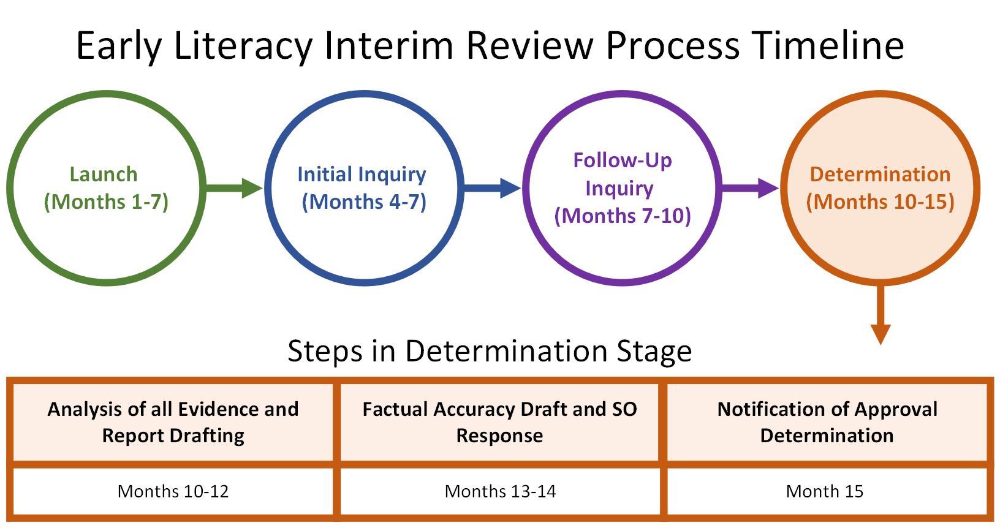 Early Literacy Interim Review Process Timeline
Launch
(Months 1-7)
Initial Inquiry
(Months 4-7)
Follow-Up
Inquiry
(Months 7-10)
Determination
(Months 10-15)
Steps in Determination Stage
Analysis of all Evidence and
Report Drafting
Factual Accuracy Draft and SO
Response
Notification of Approval
Determination
Months 10-12
Months 13-14
Month 15